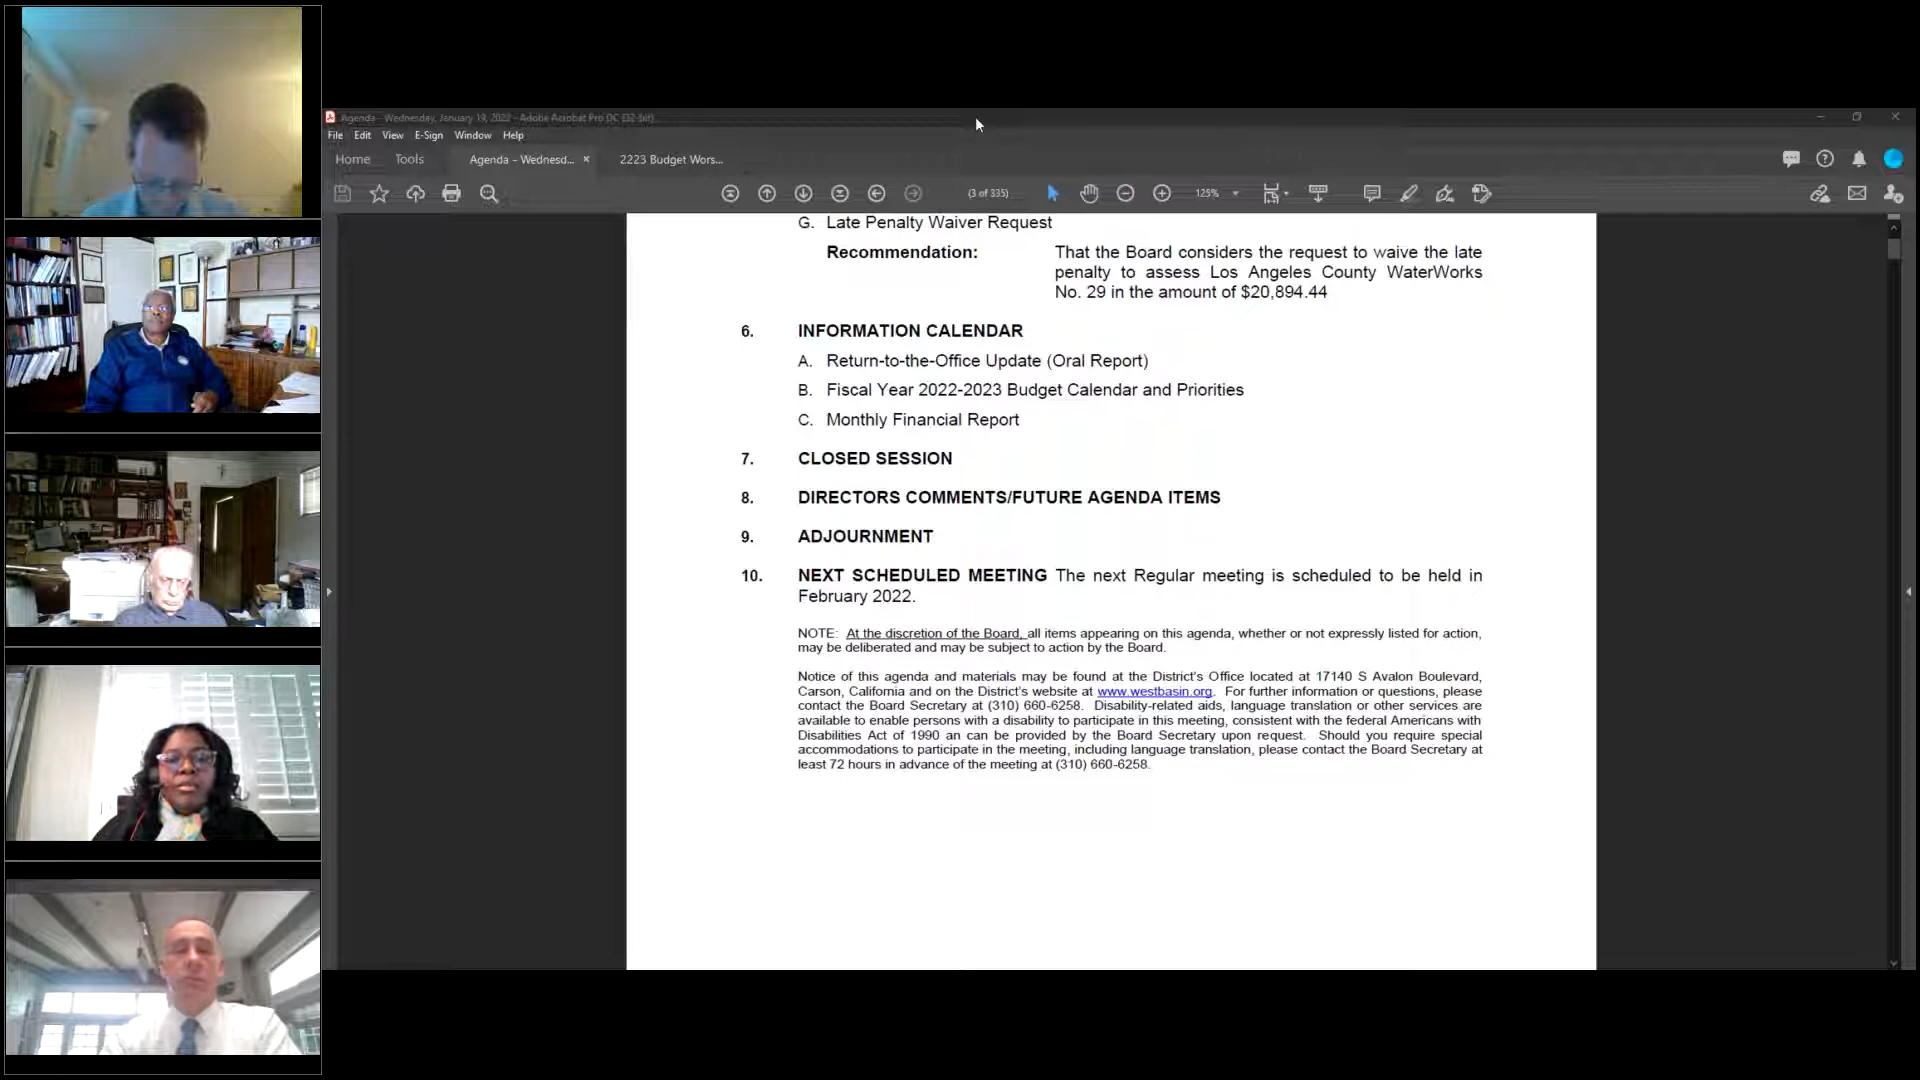 Agenda - Wednesday, January 19, 2022 - Adobe Acrobat Pro DC (32-bit)
File Edit View E-Sign Window Help
Home Tools Agenda - Wednesd... × 2223 Budget Wors...
(3 of 335) 125%
G. Late Penalty Waiver Request
Recommendation: That the Board considers the request to waive the late
penalty to assess Los Angeles County WaterWorks
No. 29 in the amount of $20,894.44
6. INFORMATION CALENDAR
A. Return-to-the-Office Update (Oral Report)
B. Fiscal Year 2022-2023 Budget Calendar and Priorities
C. Monthly Financial Report
7. CLOSED SESSION
8. DIRECTORS COMMENTS/FUTURE AGENDA ITEMS
9. ADJOURNMENT
10. NEXT SCHEDULED MEETING The next Regular meeting is scheduled to be held in
February 2022.
NOTE: At the discretion of the Board, all items appearing on this agenda, whether or not expressly listed for action,
may be deliberated and may be subject to action by the Board.
Notice of this agenda and materials may be found at the District's Office located at 17140 S Avalon Boulevard,
Carson, California and on the District's website at www.westbasin.org. For further information or questions, please
contact the Board Secretary at (310) 660-6258. Disability-related aids, language translation or other services are
available to enable persons with a disability to participate in this meeting, consistent with the federal Americans with
Disabilities Act of 1990 an can be provided by the Board Secretary upon request. Should you require special
accommodations to participate in the meeting, including language translation, please contact the Board Secretary at
least 72 hours in advance of the meeting at (310) 660-6258.